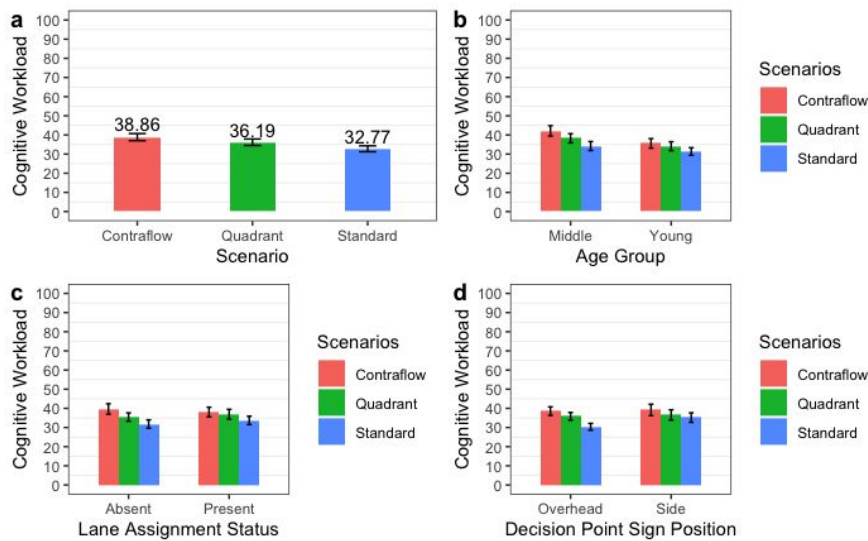 a
Cognitive Workload
100
90
80
70
60
50
40
30
20
10
0
38.86
36.19
32.77
Contraflow Quadrant Standard
Scenario
b
Cognitive Workload
100
90
80
70
60
50
40
30
20
10
0
Middle Young
Age Group
Scenarios
Contraflow
Quadrant
Standard
c
Cognitive Workload
100
90
80
70
60
50
40
30
20
10
0
Absent Present
Lane Assignment Status
Scenarios
Contraflow
Quadrant
Standard
d
Cognitive Workload
100
90
80
70
60
50
40
30
20
10
0
Overhead Side
Decision Point Sign Position
Scenarios
Contraflow
Quadrant
Standard